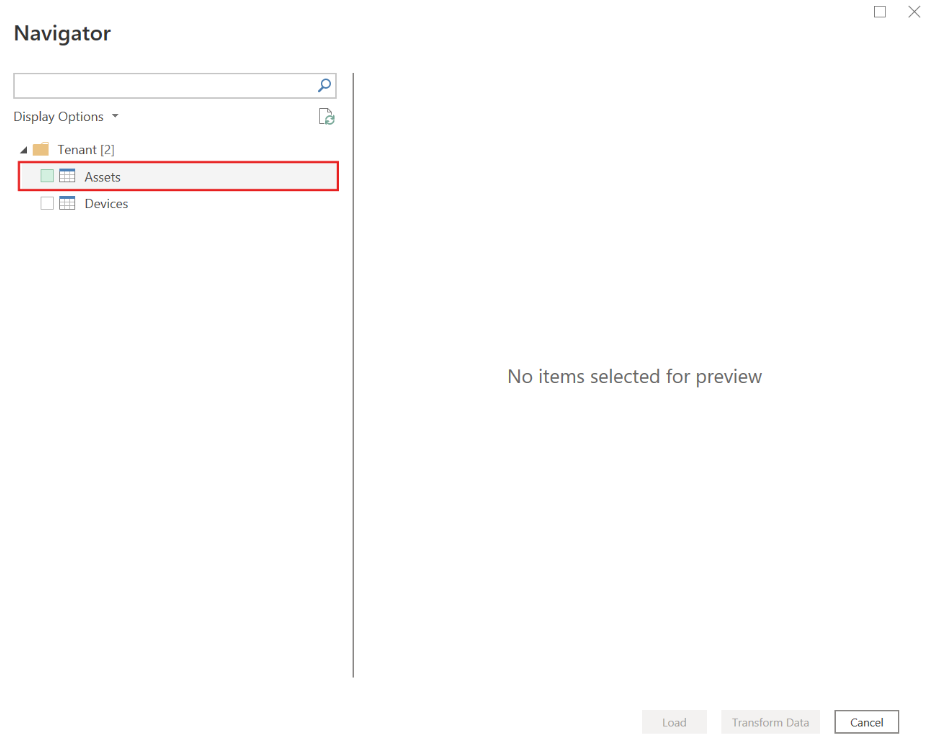 Navigator
Display Options
Tenant [2]
Assets
Devices
No items selected for preview
Load
Transform Data
Cancel